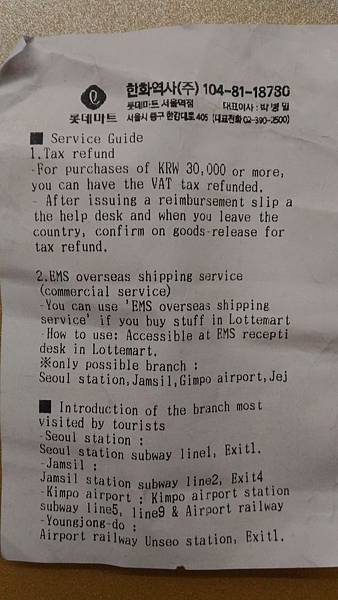 한화역사(주) 104-81-18780
롯데마트 서울역점 대표이사 : 박병열
롯데마트 서울시 중구 한강대로 405 (대표전화 02-390-2500)
■ Service Guide
1.Tax refund
-For purchases of KRW 30,000 or more,
you can have the VAT tax refunded.
- After issuing a reimbursement slip a
the help desk and when you leave the
country, confirm on goods-release for
tax refund.
2.EMS overseas shipping service
(commercial service)
-You can use 'EMS overseas shipping
service' if you buy stuff in Lottemart
-How to use: Accessible at EMS recepti
desk in Lottemart.
※only possible branch :
Seoul station,Jamsil,Gimpo airport,Jej
■ Introduction of the branch most
visited by tourists
-Seoul station :
Seoul station subway line1, Exit1.
-Jamsil :
Jamsil station subway line2, Exit4
-Kimpo airport : Kimpo airport station
subway line5, line9 & Airport railway
-Youngjong-do :
Airport railway Unseo station, Exit1.